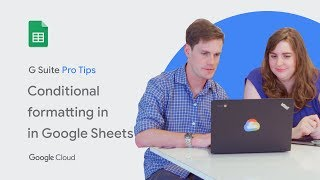 G Suite Pro Tips
Conditional
formatting in
in Google Sheets
Google Cloud